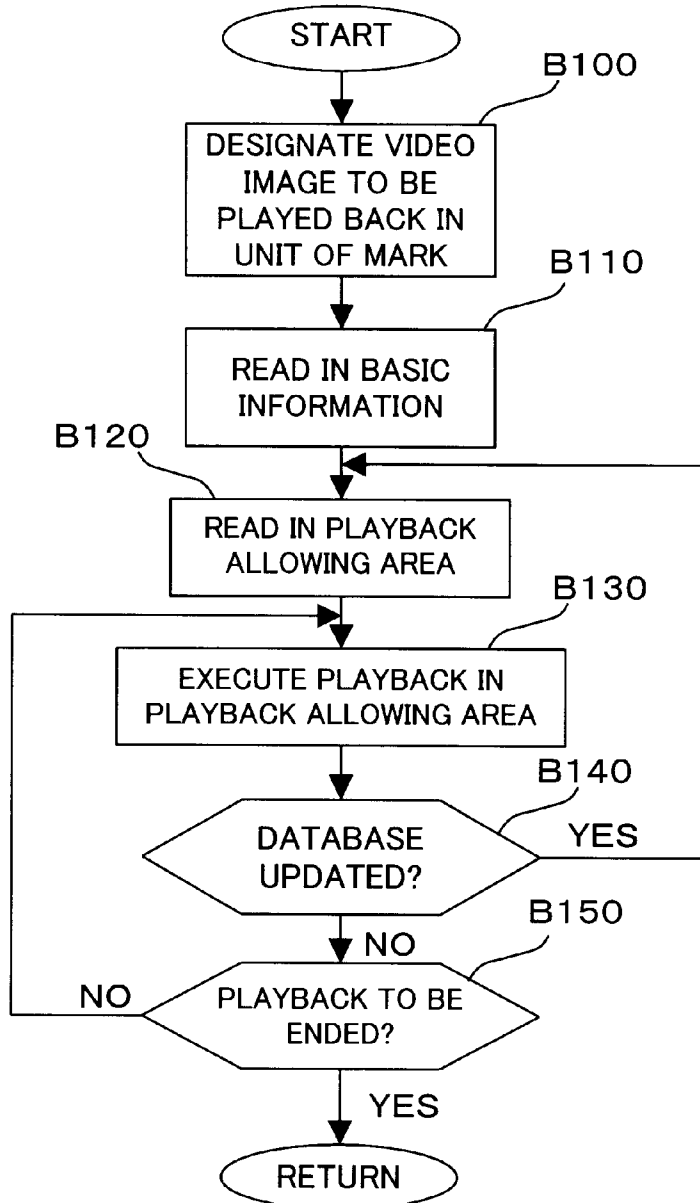 START
B100
DESIGNATE VIDEO
IMAGE TO BE
PLAYED BACK IN
UNIT OF MARK
B110
READ IN BASIC
INFORMATION
B120
READ IN PLAYBACK
ALLOWING AREA
B130
EXECUTE PLAYBACK IN
PLAYBACK ALLOWING AREA
B140
DATABASE
UPDATED?
YES
NO
B150
PLAYBACK TO BE
ENDED?
NO
YES
RETURN